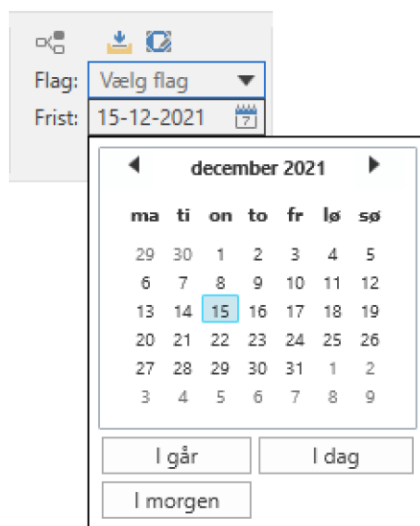 Flag: Vælg flag
Frist: 15-12-2021 7
december 2021
ma ti on to fr lø sø
29 30 1 2 3 4 5
6 7 8 9 10 11 12
13 14 15 16 17 18 19
20 21 22 23 24 25 26
27 28 29 30 31 1 2
3 4 5 6 7 8 9
I går I dag
I morgen